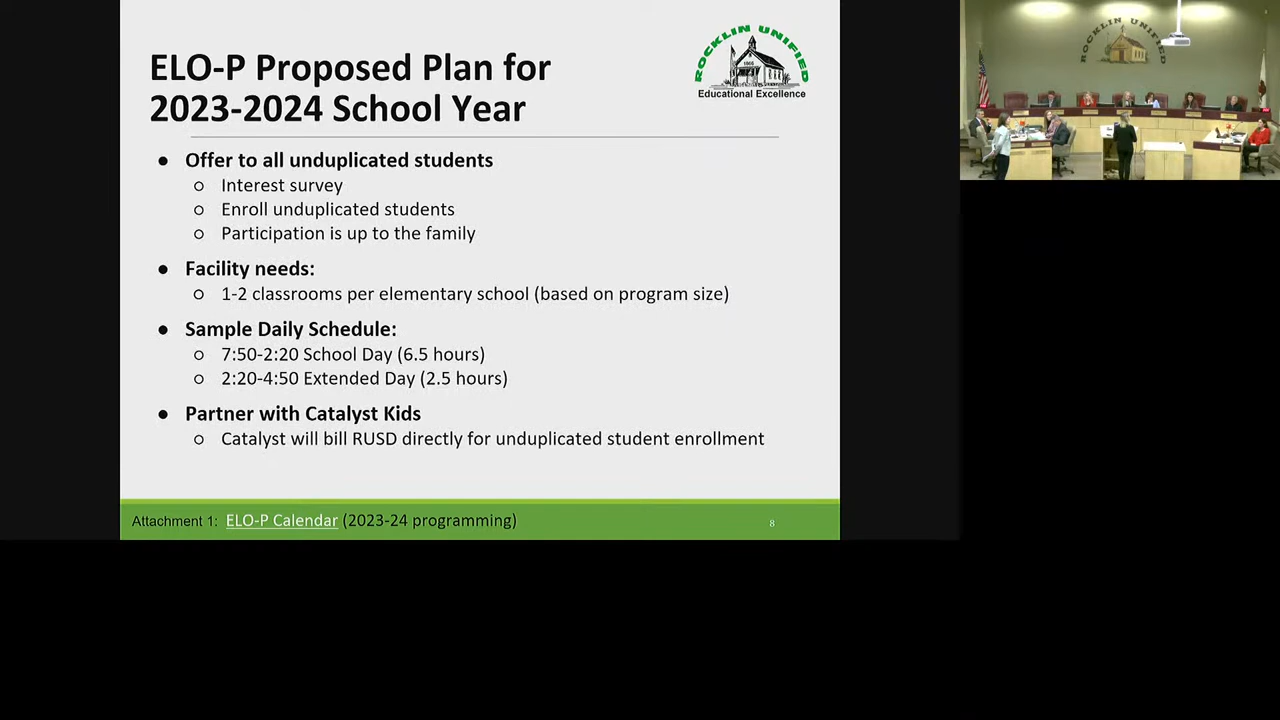 ELO-P Proposed Plan for
2023-2024 School Year
ROCKLIN UNIFIED
1866
Educational Excellence
● Offer to all unduplicated students
○ Interest survey
○ Enroll unduplicated students
○ Participation is up to the family
● Facility needs:
○ 1-2 classrooms per elementary school (based on program size)
● Sample Daily Schedule:
○ 7:50-2:20 School Day (6.5 hours)
○ 2:20-4:50 Extended Day (2.5 hours)
● Partner with Catalyst Kids
○ Catalyst will bill RUSD directly for unduplicated student enrollment
Attachment 1: ELO-P Calendar (2023-24 programming)
8
ROCKLIN UNIFIED